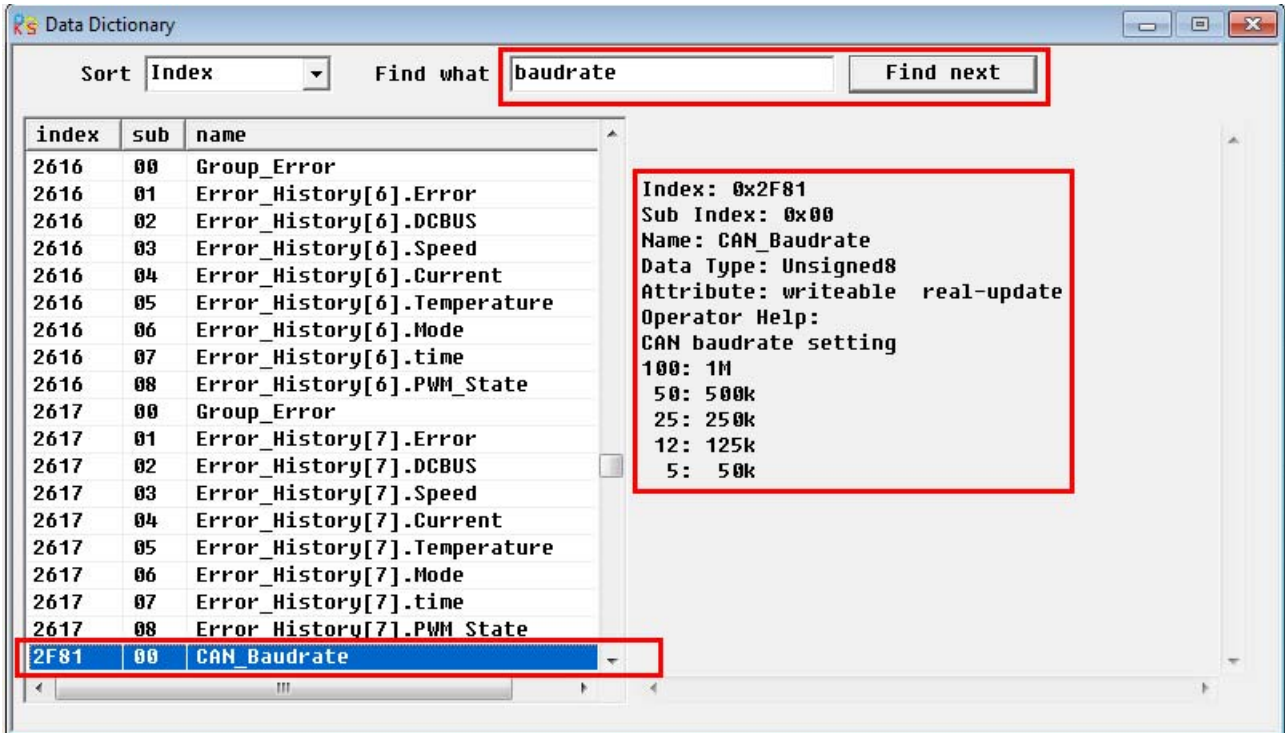 Data Dictionary
Sort Index Find what baudrate Find next
index sub name
2616 00 Group_Error
2616 01 Error_History[6].Error
2616 02 Error_History[6].DCBUS
2616 03 Error_History[6].Speed
2616 04 Error_History[6].Current
2616 05 Error_History[6].Temperature
2616 06 Error_History[6].Mode
2616 07 Error_History[6].time
2616 08 Error_History[6].PWM_State
2617 00 Group_Error
2617 01 Error_History[7].Error
2617 02 Error_History[7].DCBUS
2617 03 Error_History[7].Speed
2617 04 Error_History[7].Current
2617 05 Error_History[7].Temperature
2617 06 Error_History[7].Mode
2617 07 Error_History[7].time
2617 08 Error_History[7].PWM_State
2F81 00 CAN_Baudrate
Index: 0x2F81
Sub Index: 0x00
Name: CAN_Baudrate
Data Type: Unsigned8
Attribute: writeable  real-update
Operator Help:
CAN baudrate setting
100: 1M
50: 500k
25: 250k
12: 125k
5: 50k